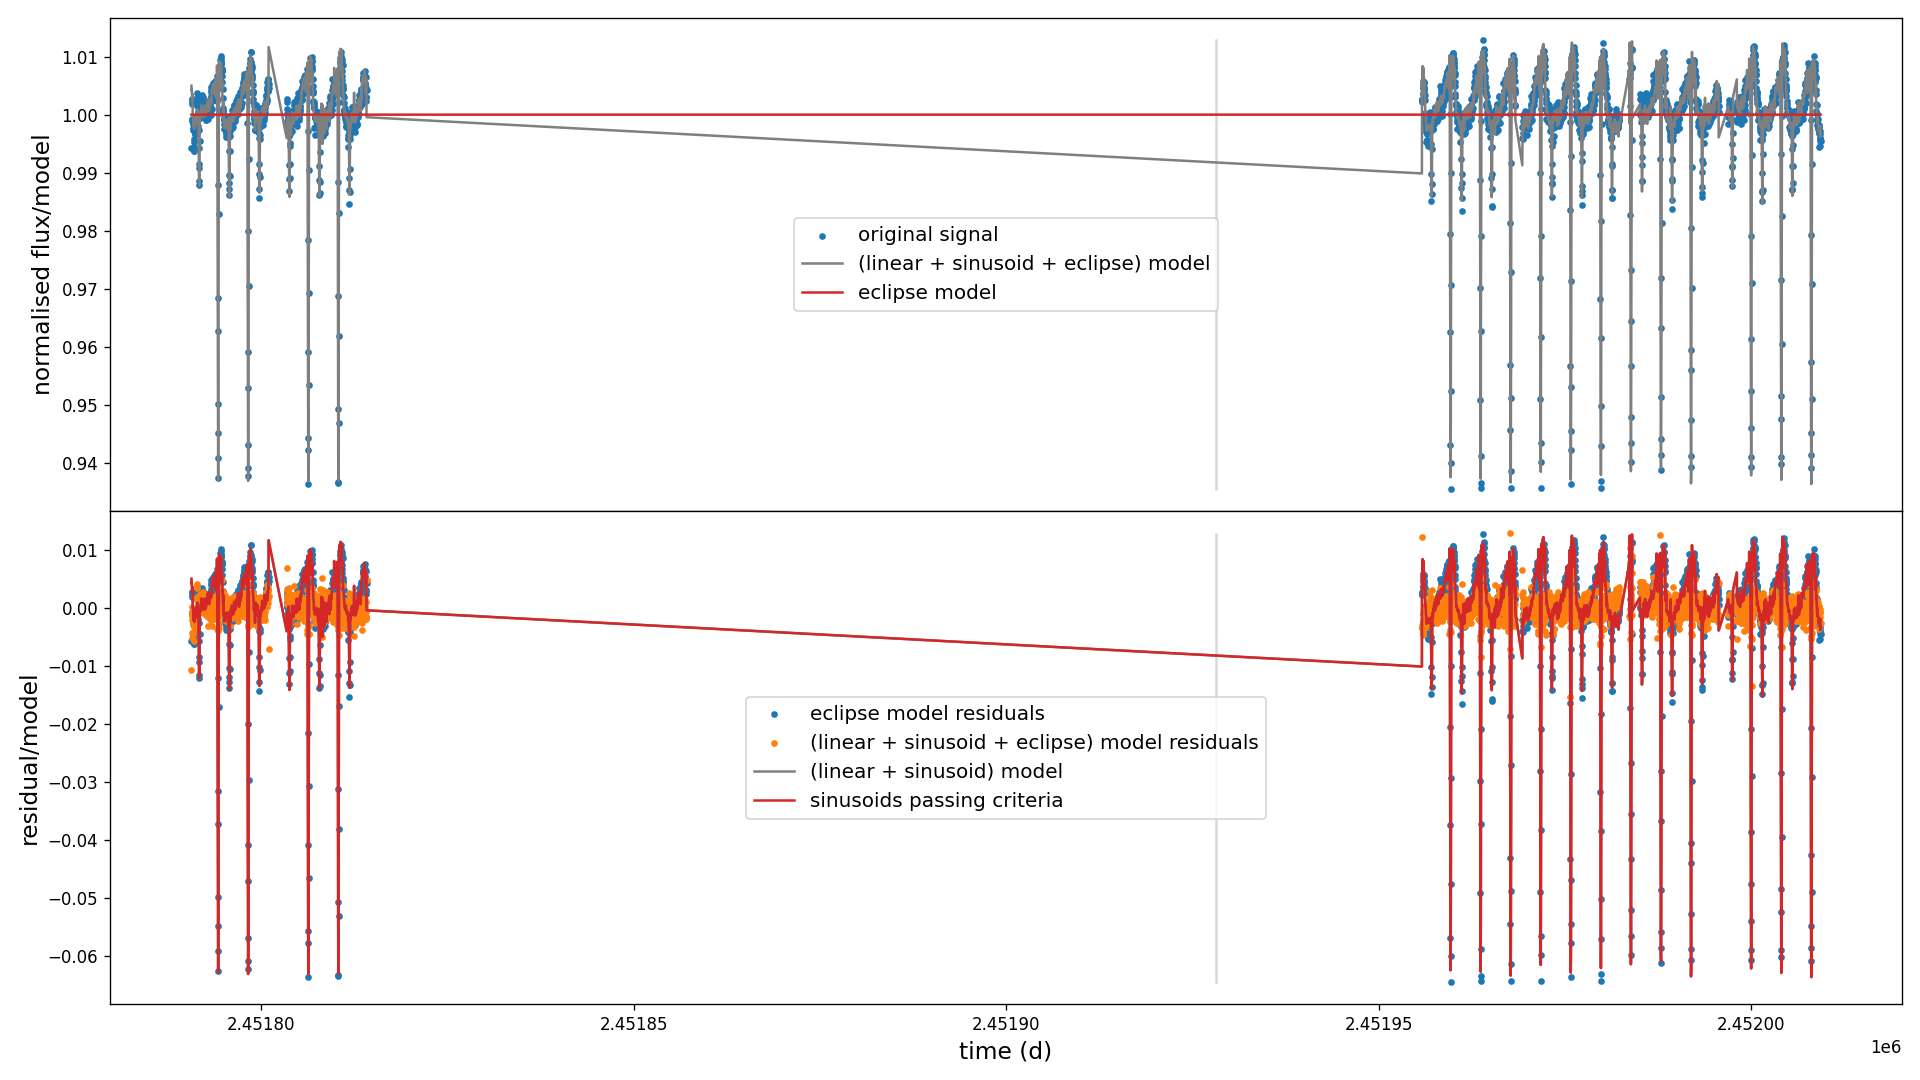 1.01
1.00
0.99
0.98
0.97
0.96
0.95
0.94
normalised flux/model
original signal
(linear + sinusoid + eclipse) model
eclipse model
0.01
0.00
−0.01
−0.02
−0.03
−0.04
−0.05
−0.06
residual/model
eclipse model residuals
(linear + sinusoid + eclipse) model residuals
(linear + sinusoid) model
sinusoids passing criteria
2.45180
2.45185
2.45190
2.45195
2.45200
1e6
time (d)